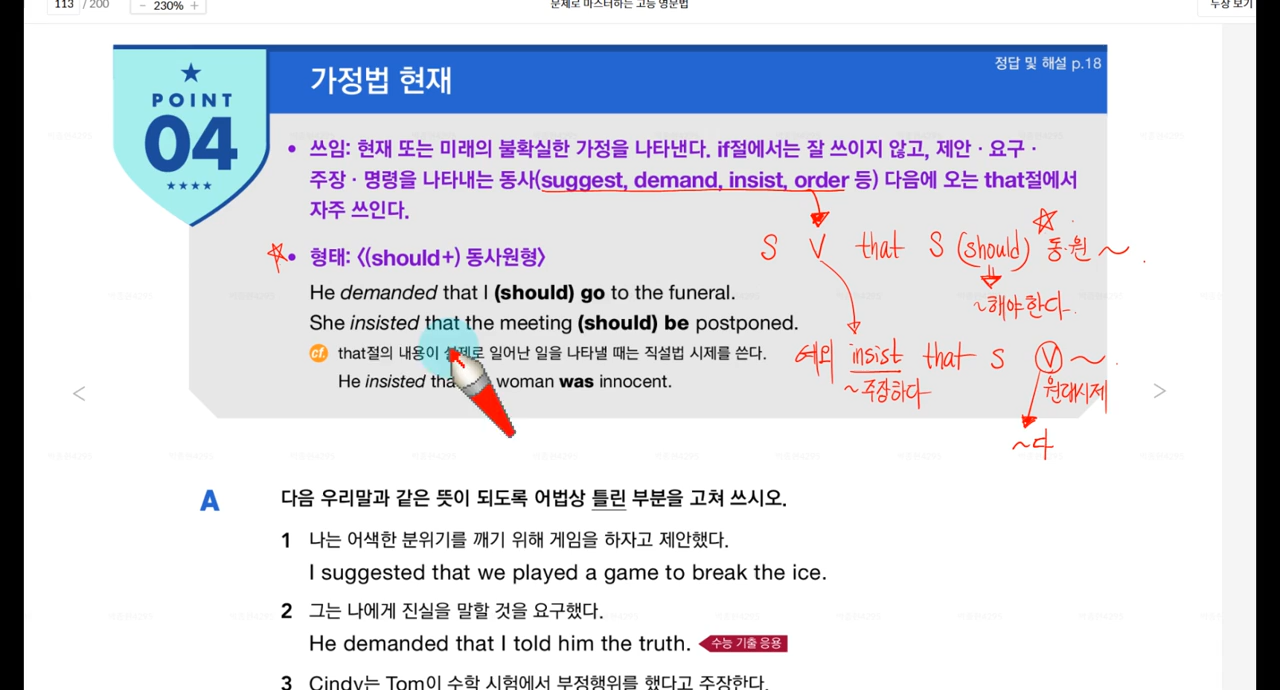 113 / 200 − 230% +
문제로 마스터하는 고등 영문법
두상 보기
POINT
04
가정법 현재
정답 및 해설 p.18
• 쓰임: 현재 또는 미래의 불확실한 가정을 나타낸다. if절에서는 잘 쓰이지 않고, 제안 · 요구 ·
주장 · 명령을 나타내는 동사(suggest, demand, insist, order 등) 다음에 오는 that절에서
자주 쓰인다.
S V that S (should) 동·원 ~
• 형태: 〈(should+) 동사원형〉
~해야한다.
He demanded that I (should) go to the funeral.
She insisted that the meeting (should) be postponed.
cf. that절의 내용이 실제로 일어난 일을 나타낼 때는 직설법 시제를 쓴다.
예외 insist that S V ~.
He insisted tha woman was innocent.
~주장하다
원래시제
~다
< >
A 다음 우리말과 같은 뜻이 되도록 어법상 틀린 부분을 고쳐 쓰시오.
1 나는 어색한 분위기를 깨기 위해 게임을 하자고 제안했다.
I suggested that we played a game to break the ice.
2 그는 나에게 진실을 말할 것을 요구했다.
He demanded that I told him the truth. 수능 기출 응용
3 Cindy는 Tom이 수학 시험에서 부정행위를 했다고 주장한다.